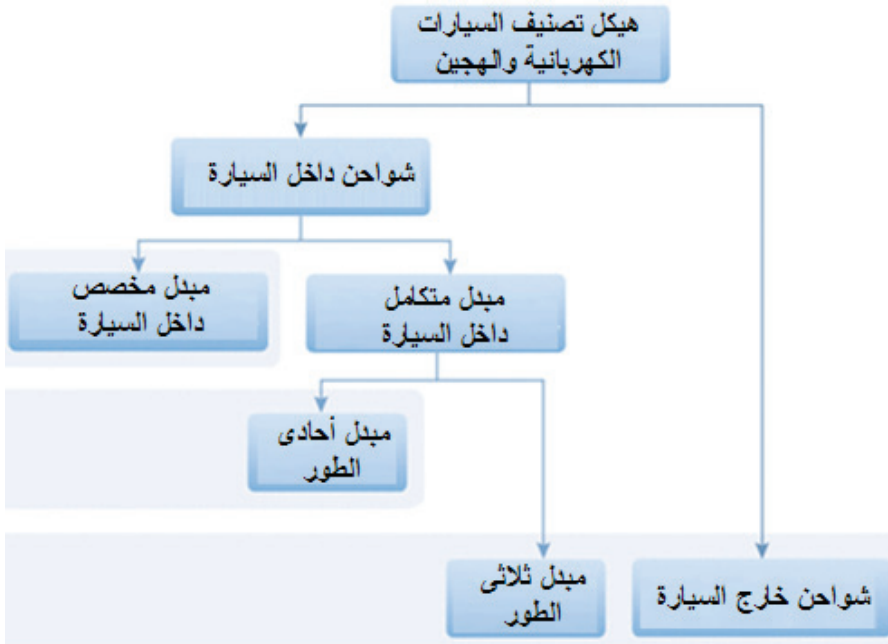 هيكل تصنيف السيارات
الكهربائية والهجين
شواحن داخل السيارة
مبدل متكامل
داخل السيارة
مبدل مخصص
داخل السيارة
مبدل أحادى
الطور
شواحن خارج السيارة
مبدل ثلاثى
الطور